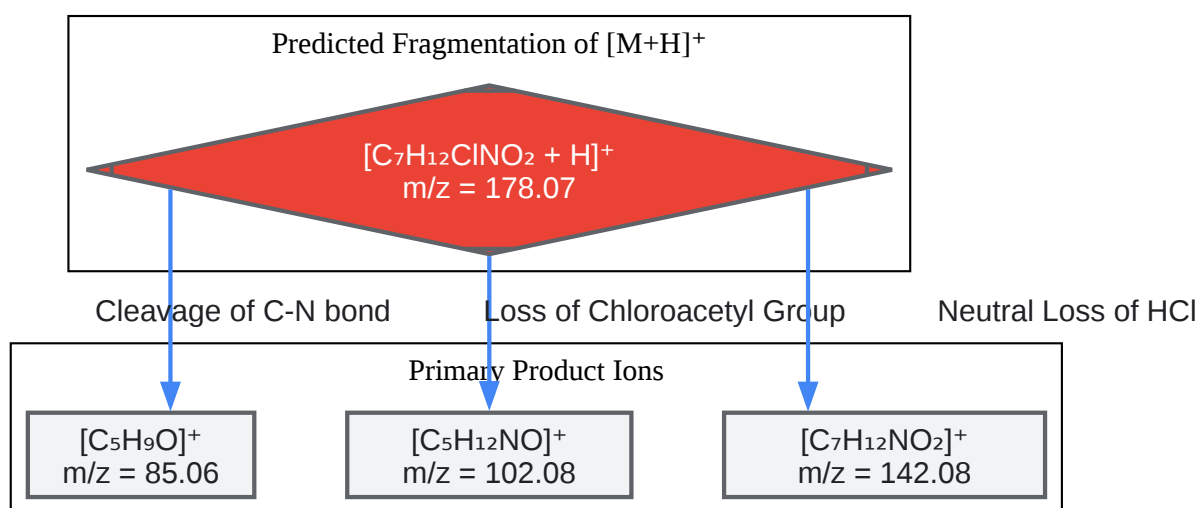 Predicted Fragmentation of [M+H]⁺
[C₇H₁₂ClNO₂ + H]⁺
m/z = 178.07
Cleavage of C-N bond
Loss of Chloroacetyl Group
Neutral Loss of HCl
Primary Product Ions
[C₅H₉O]⁺
m/z = 85.06
[C₅H₁₂NO]⁺
m/z = 102.08
[C₇H₁₂NO₂]⁺
m/z = 142.08